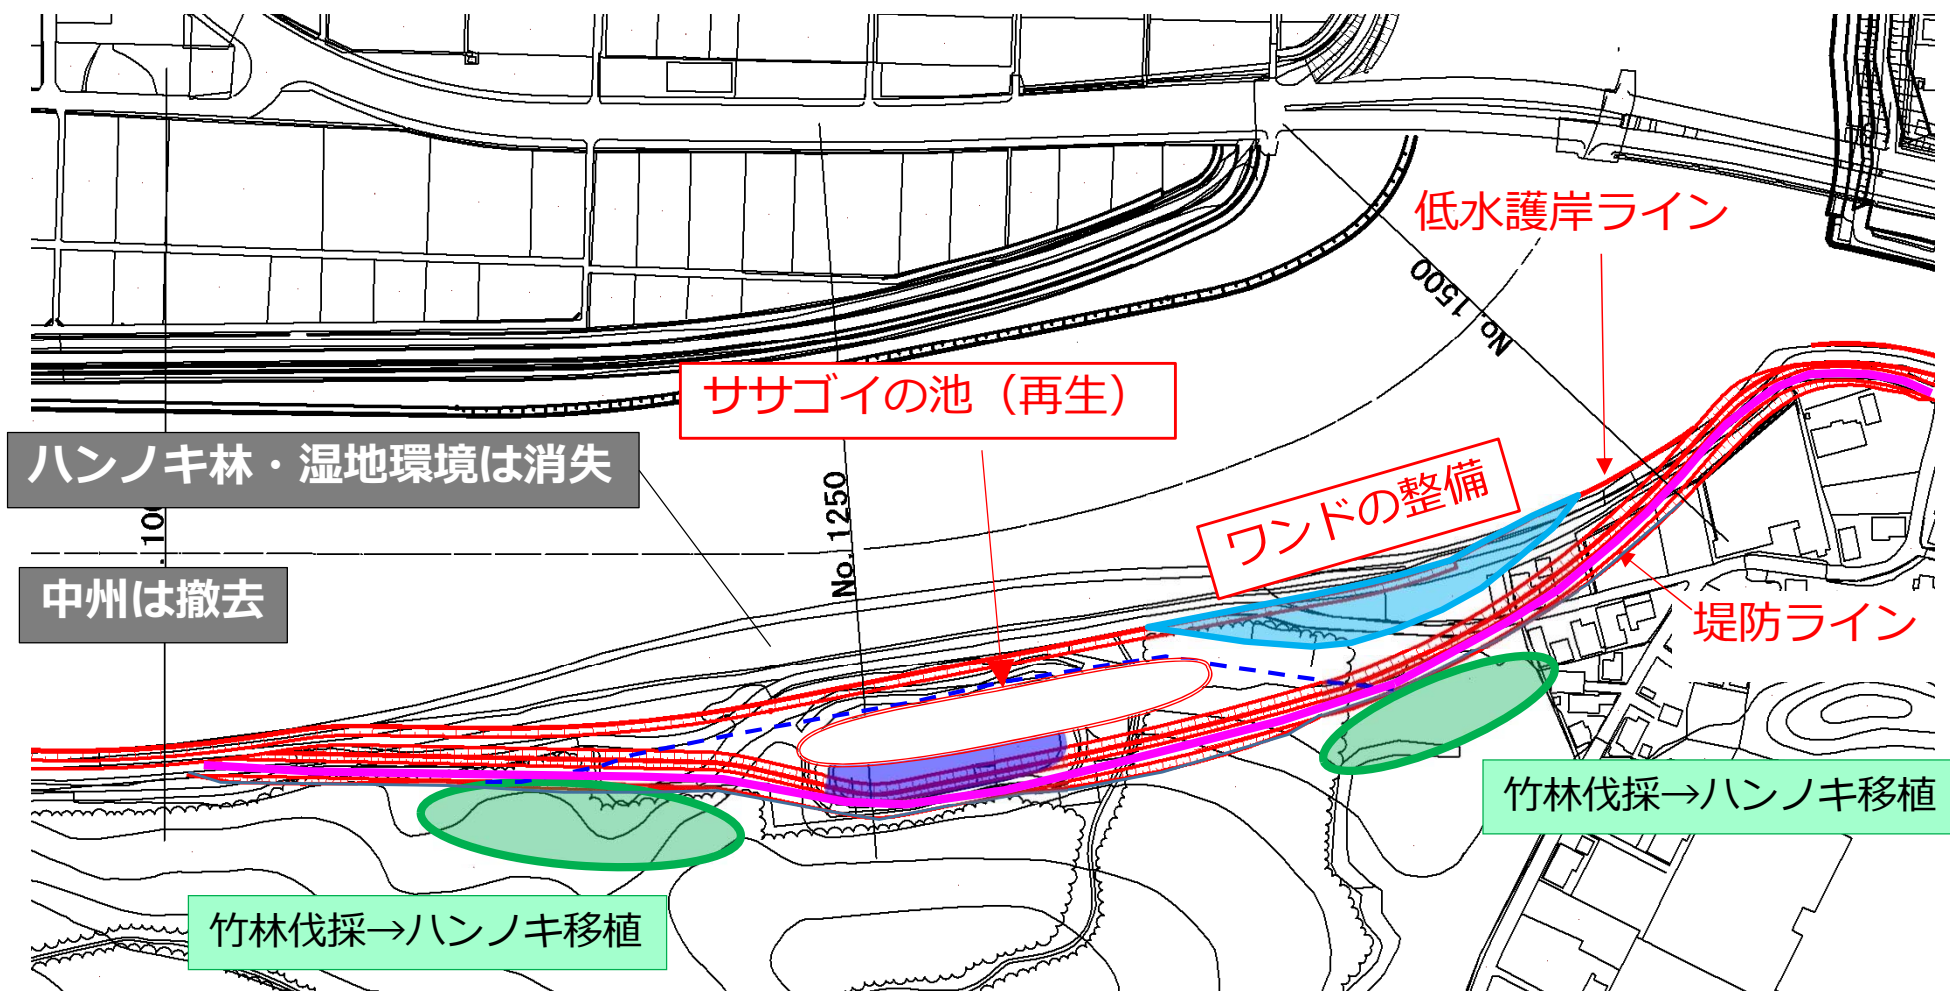 低水護岸ライン
No. 1500
ササゴイの池（再生）
ハンノキ林・湿地環境は消失
ワンドの整備
No. 1250
中州は撤去
堤防ライン
竹林伐採→ハンノキ移植
竹林伐採→ハンノキ移植